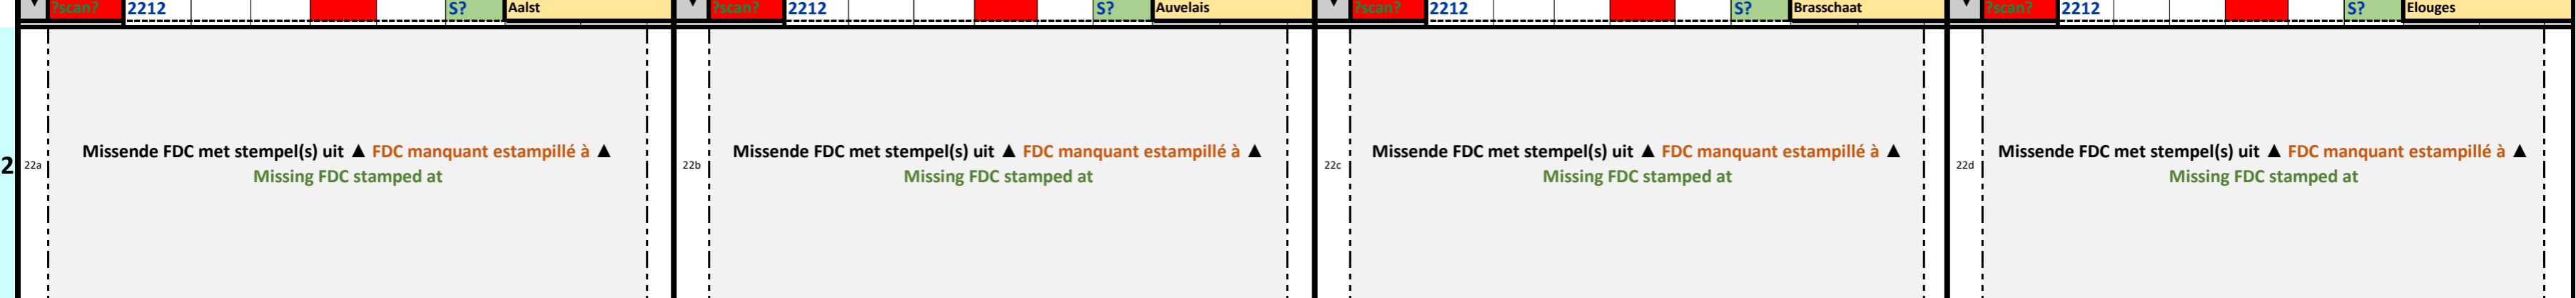 ▼ ?scan? 2212 S? Aalst ▼ ?scan? 2212 S? Auvelais ▼ ?scan? 2212 S? Brasschaat ▼ ?scan? 2212 S? Elouges
2 22a Missende FDC met stempel(s) uit ▲ FDC manquant estampillé à ▲
Missing FDC stamped at
22b Missende FDC met stempel(s) uit ▲ FDC manquant estampillé à ▲
Missing FDC stamped at
22c Missende FDC met stempel(s) uit ▲ FDC manquant estampillé à ▲
Missing FDC stamped at
22d Missende FDC met stempel(s) uit ▲ FDC manquant estampillé à ▲
Missing FDC stamped at